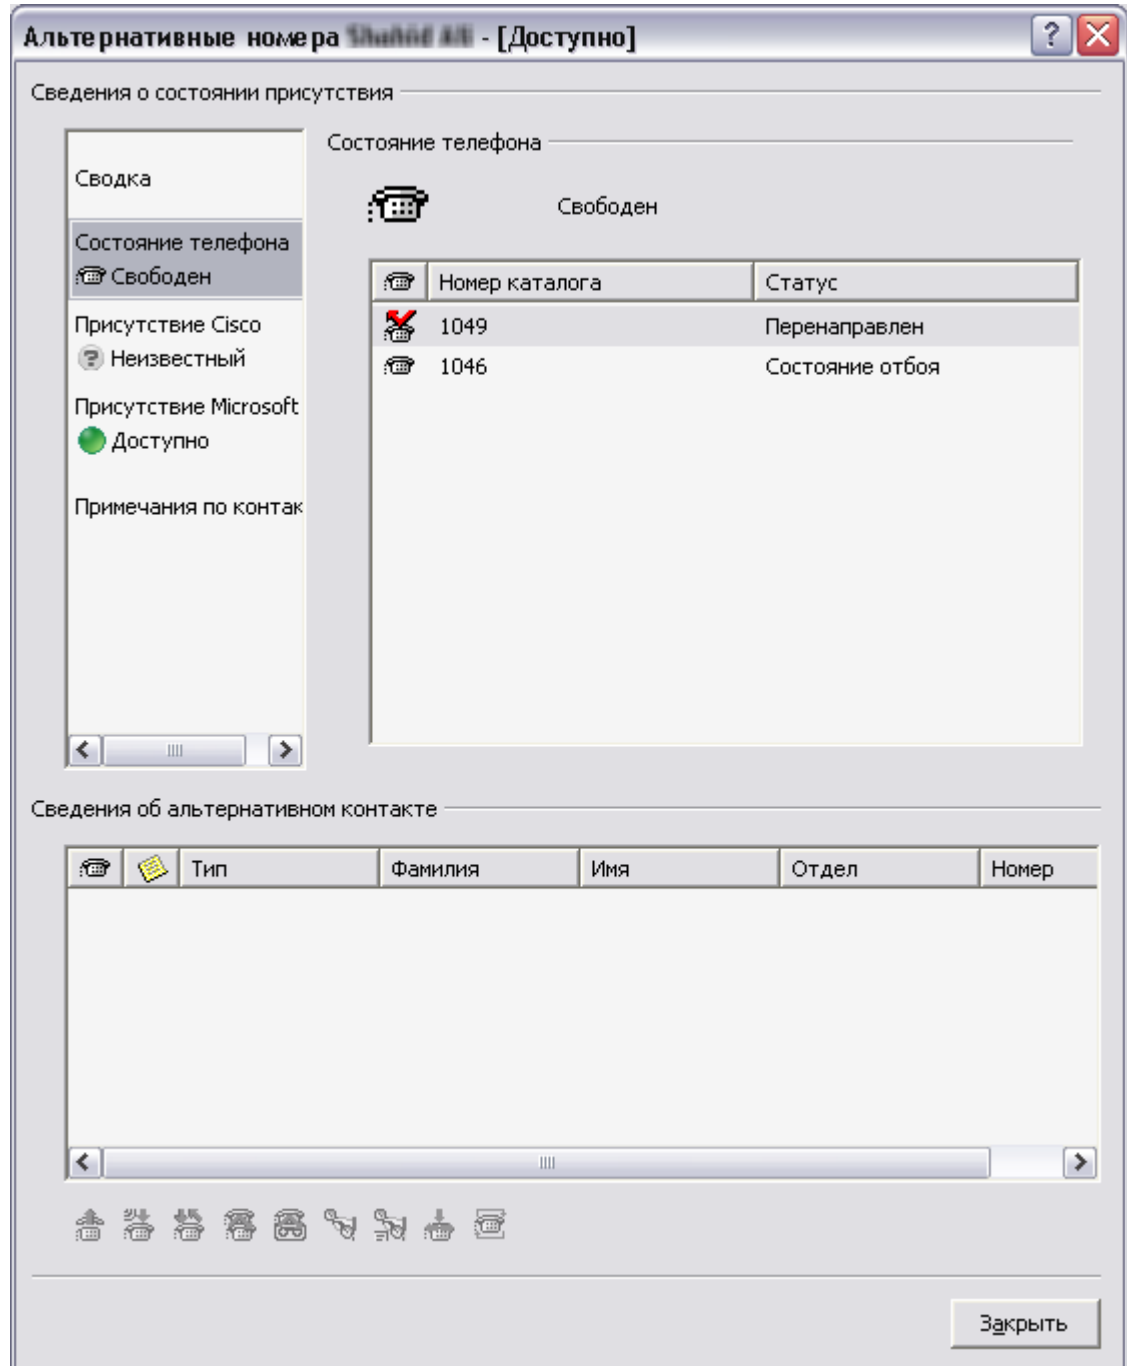 Альтернативные номера - [Доступно]
Сведения о состоянии присутствия
Сводка
Состояние телефона
Свободен
Присутствие Cisco
Неизвестный
Присутствие Microsoft
Доступно
Примечания по контак
Состояние телефона
Свободен
Номер каталога Статус
1049 Перенаправлен
1046 Состояние отбоя
Сведения об альтернативном контакте
Тип Фамилия Имя Отдел Номер
Закрыть